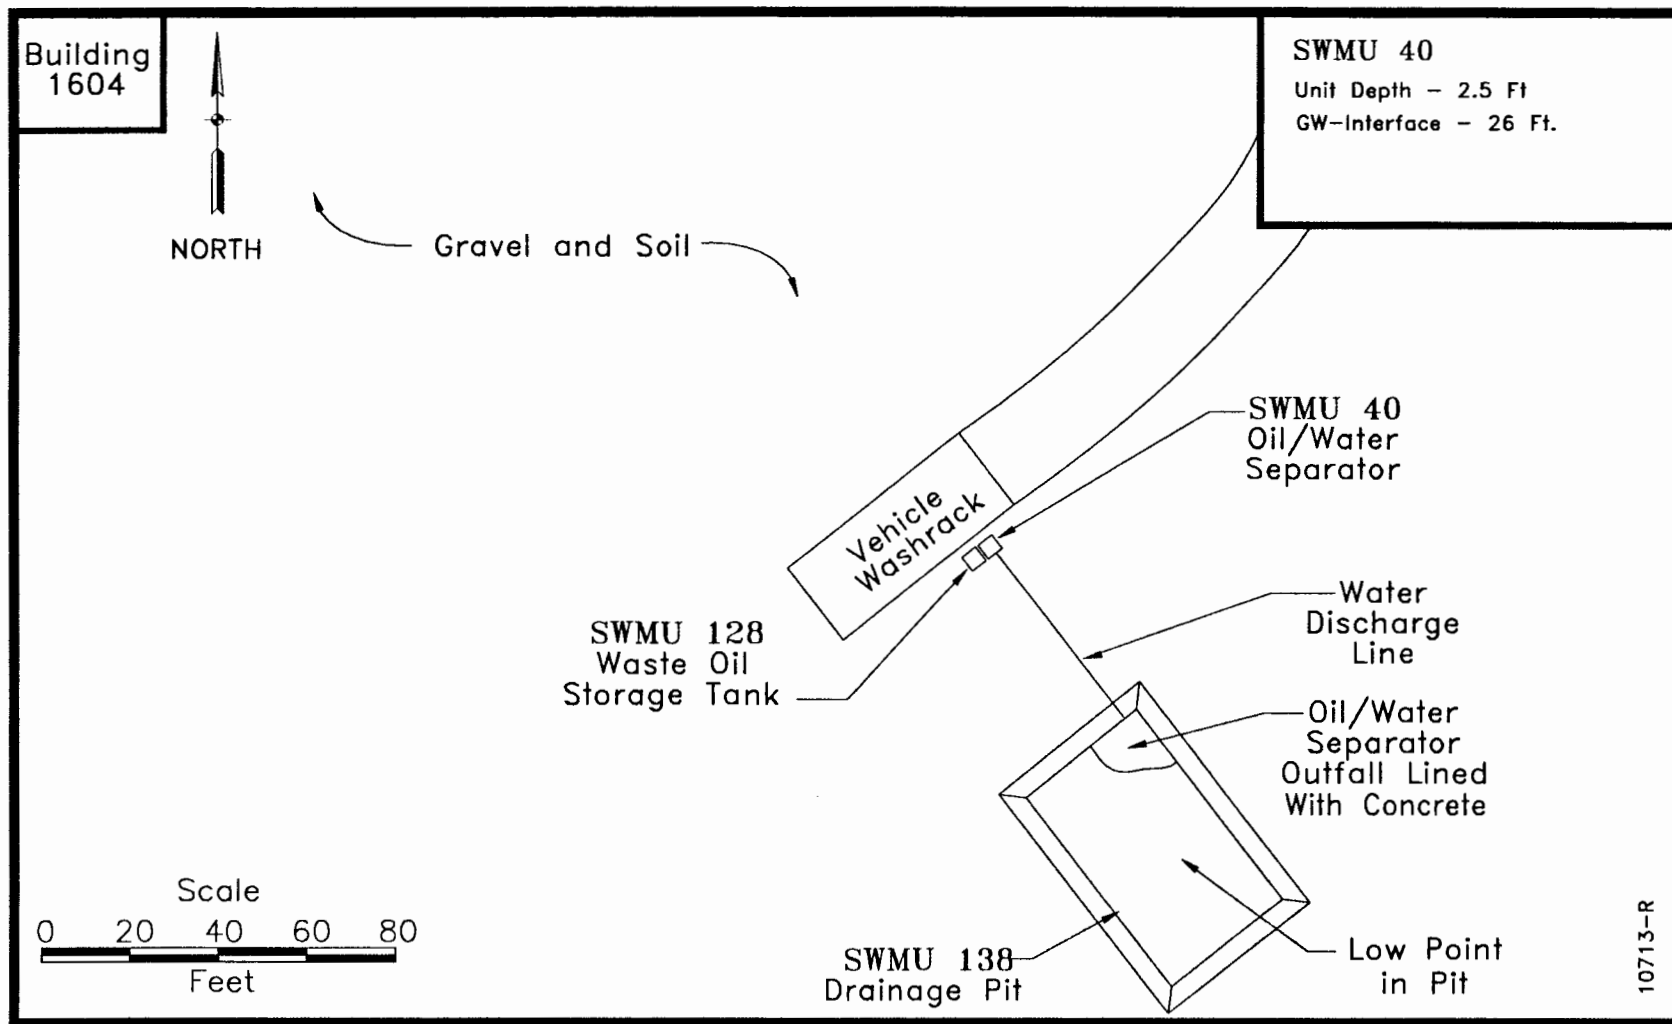 Building
1604
NORTH
SWMU 40
Unit Depth - 2.5 Ft
GW-Interface - 26 Ft.
Gravel and Soil
SWMU 40
Oil/Water
Separator
Vehicle
Washrack
SWMU 128
Waste Oil
Storage Tank
Water
Discharge
Line
Oil/Water
Separator
Outfall Lined
With Concrete
Scale
0 20 40 60 80
Feet
SWMU 138
Drainage Pit
Low Point
in Pit
10713-R